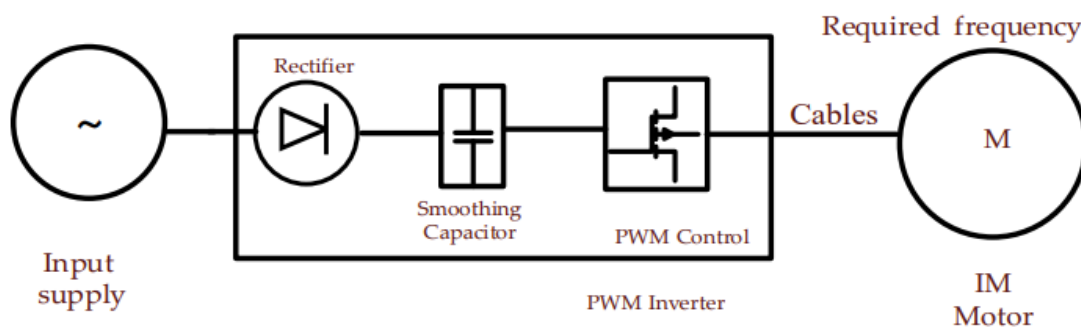 Required frequency
Rectifier
~
Cables
M
Smoothing
Capacitor
PWM Control
Input
supply
PWM Inverter
IM
Motor